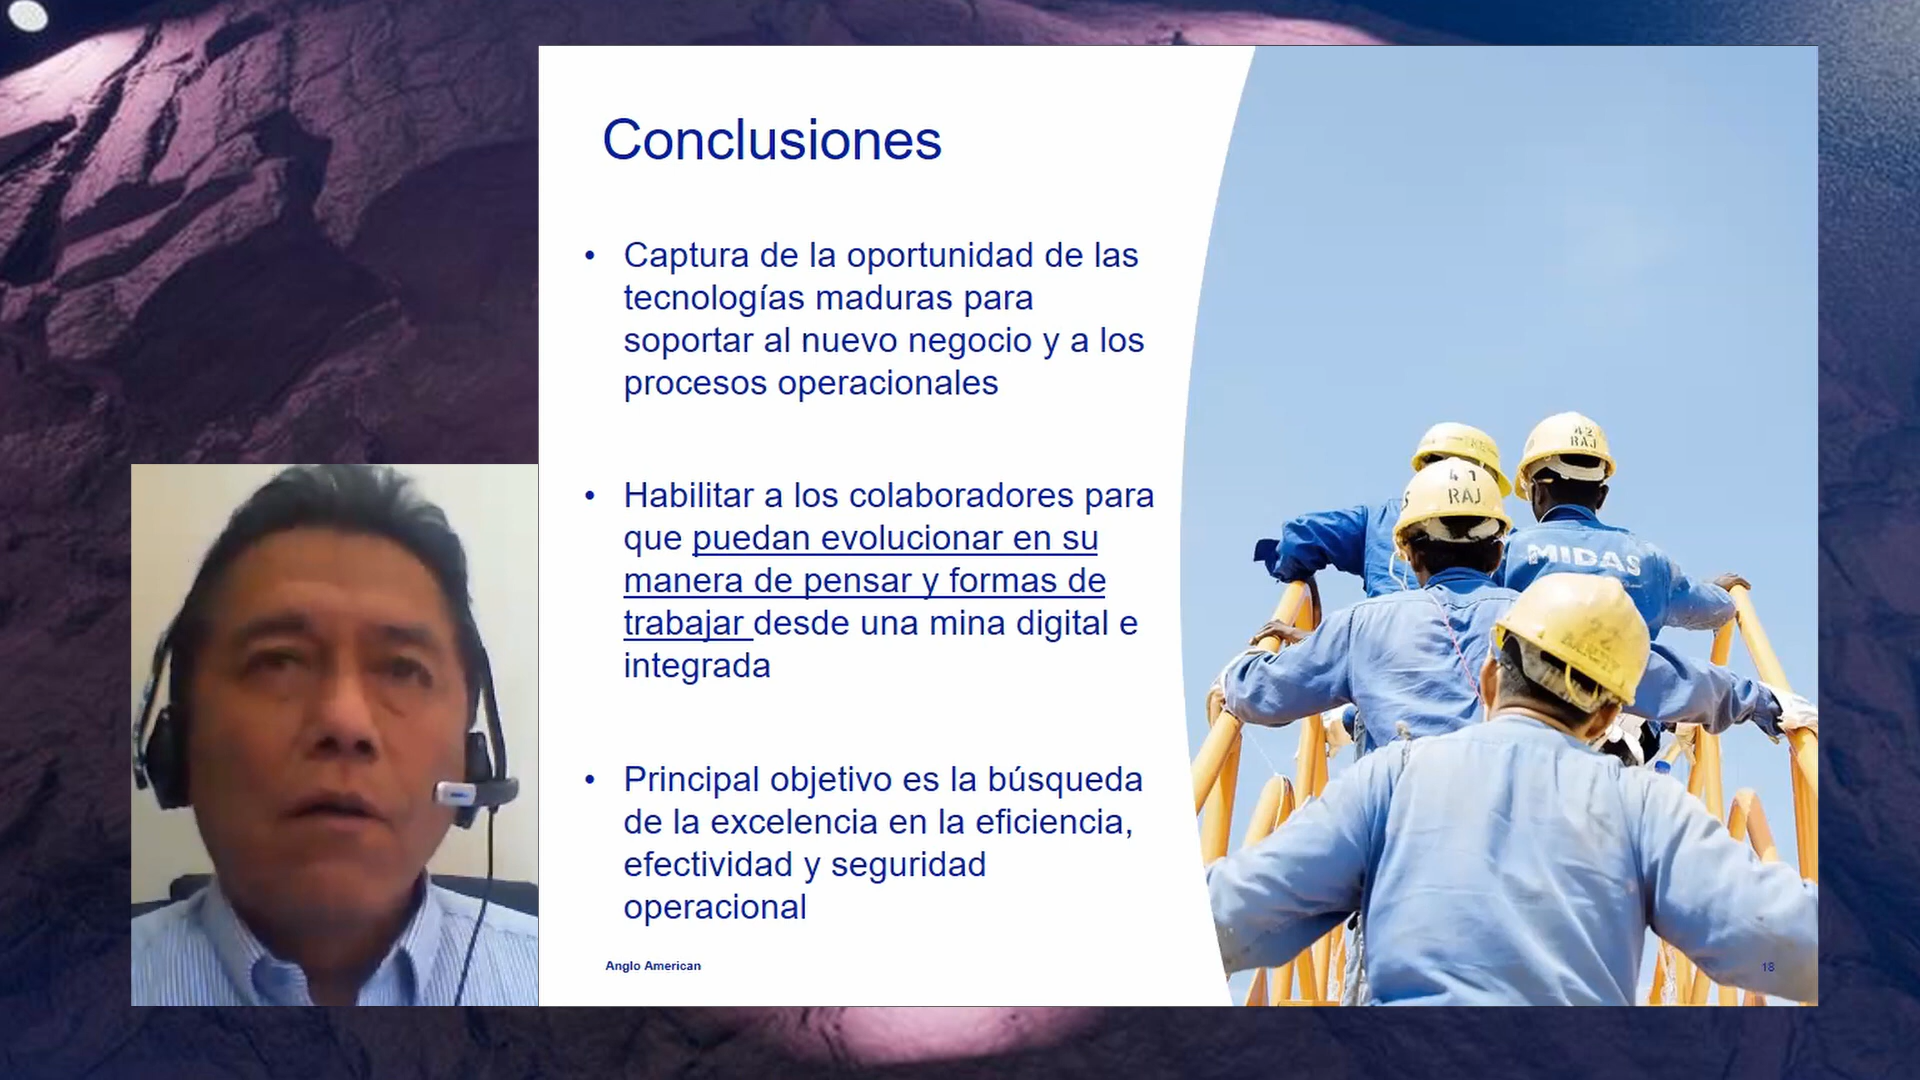 Conclusiones
• Captura de la oportunidad de las
tecnologías maduras para
soportar al nuevo negocio y a los
procesos operacionales
• Habilitar a los colaboradores para
que puedan evolucionar en su
manera de pensar y formas de
trabajar desde una mina digital e
integrada
• Principal objetivo es la búsqueda
de la excelencia en la eficiencia,
efectividad y seguridad
operacional
Anglo American
18
42
RAJ
41
RAJ
MIDAS